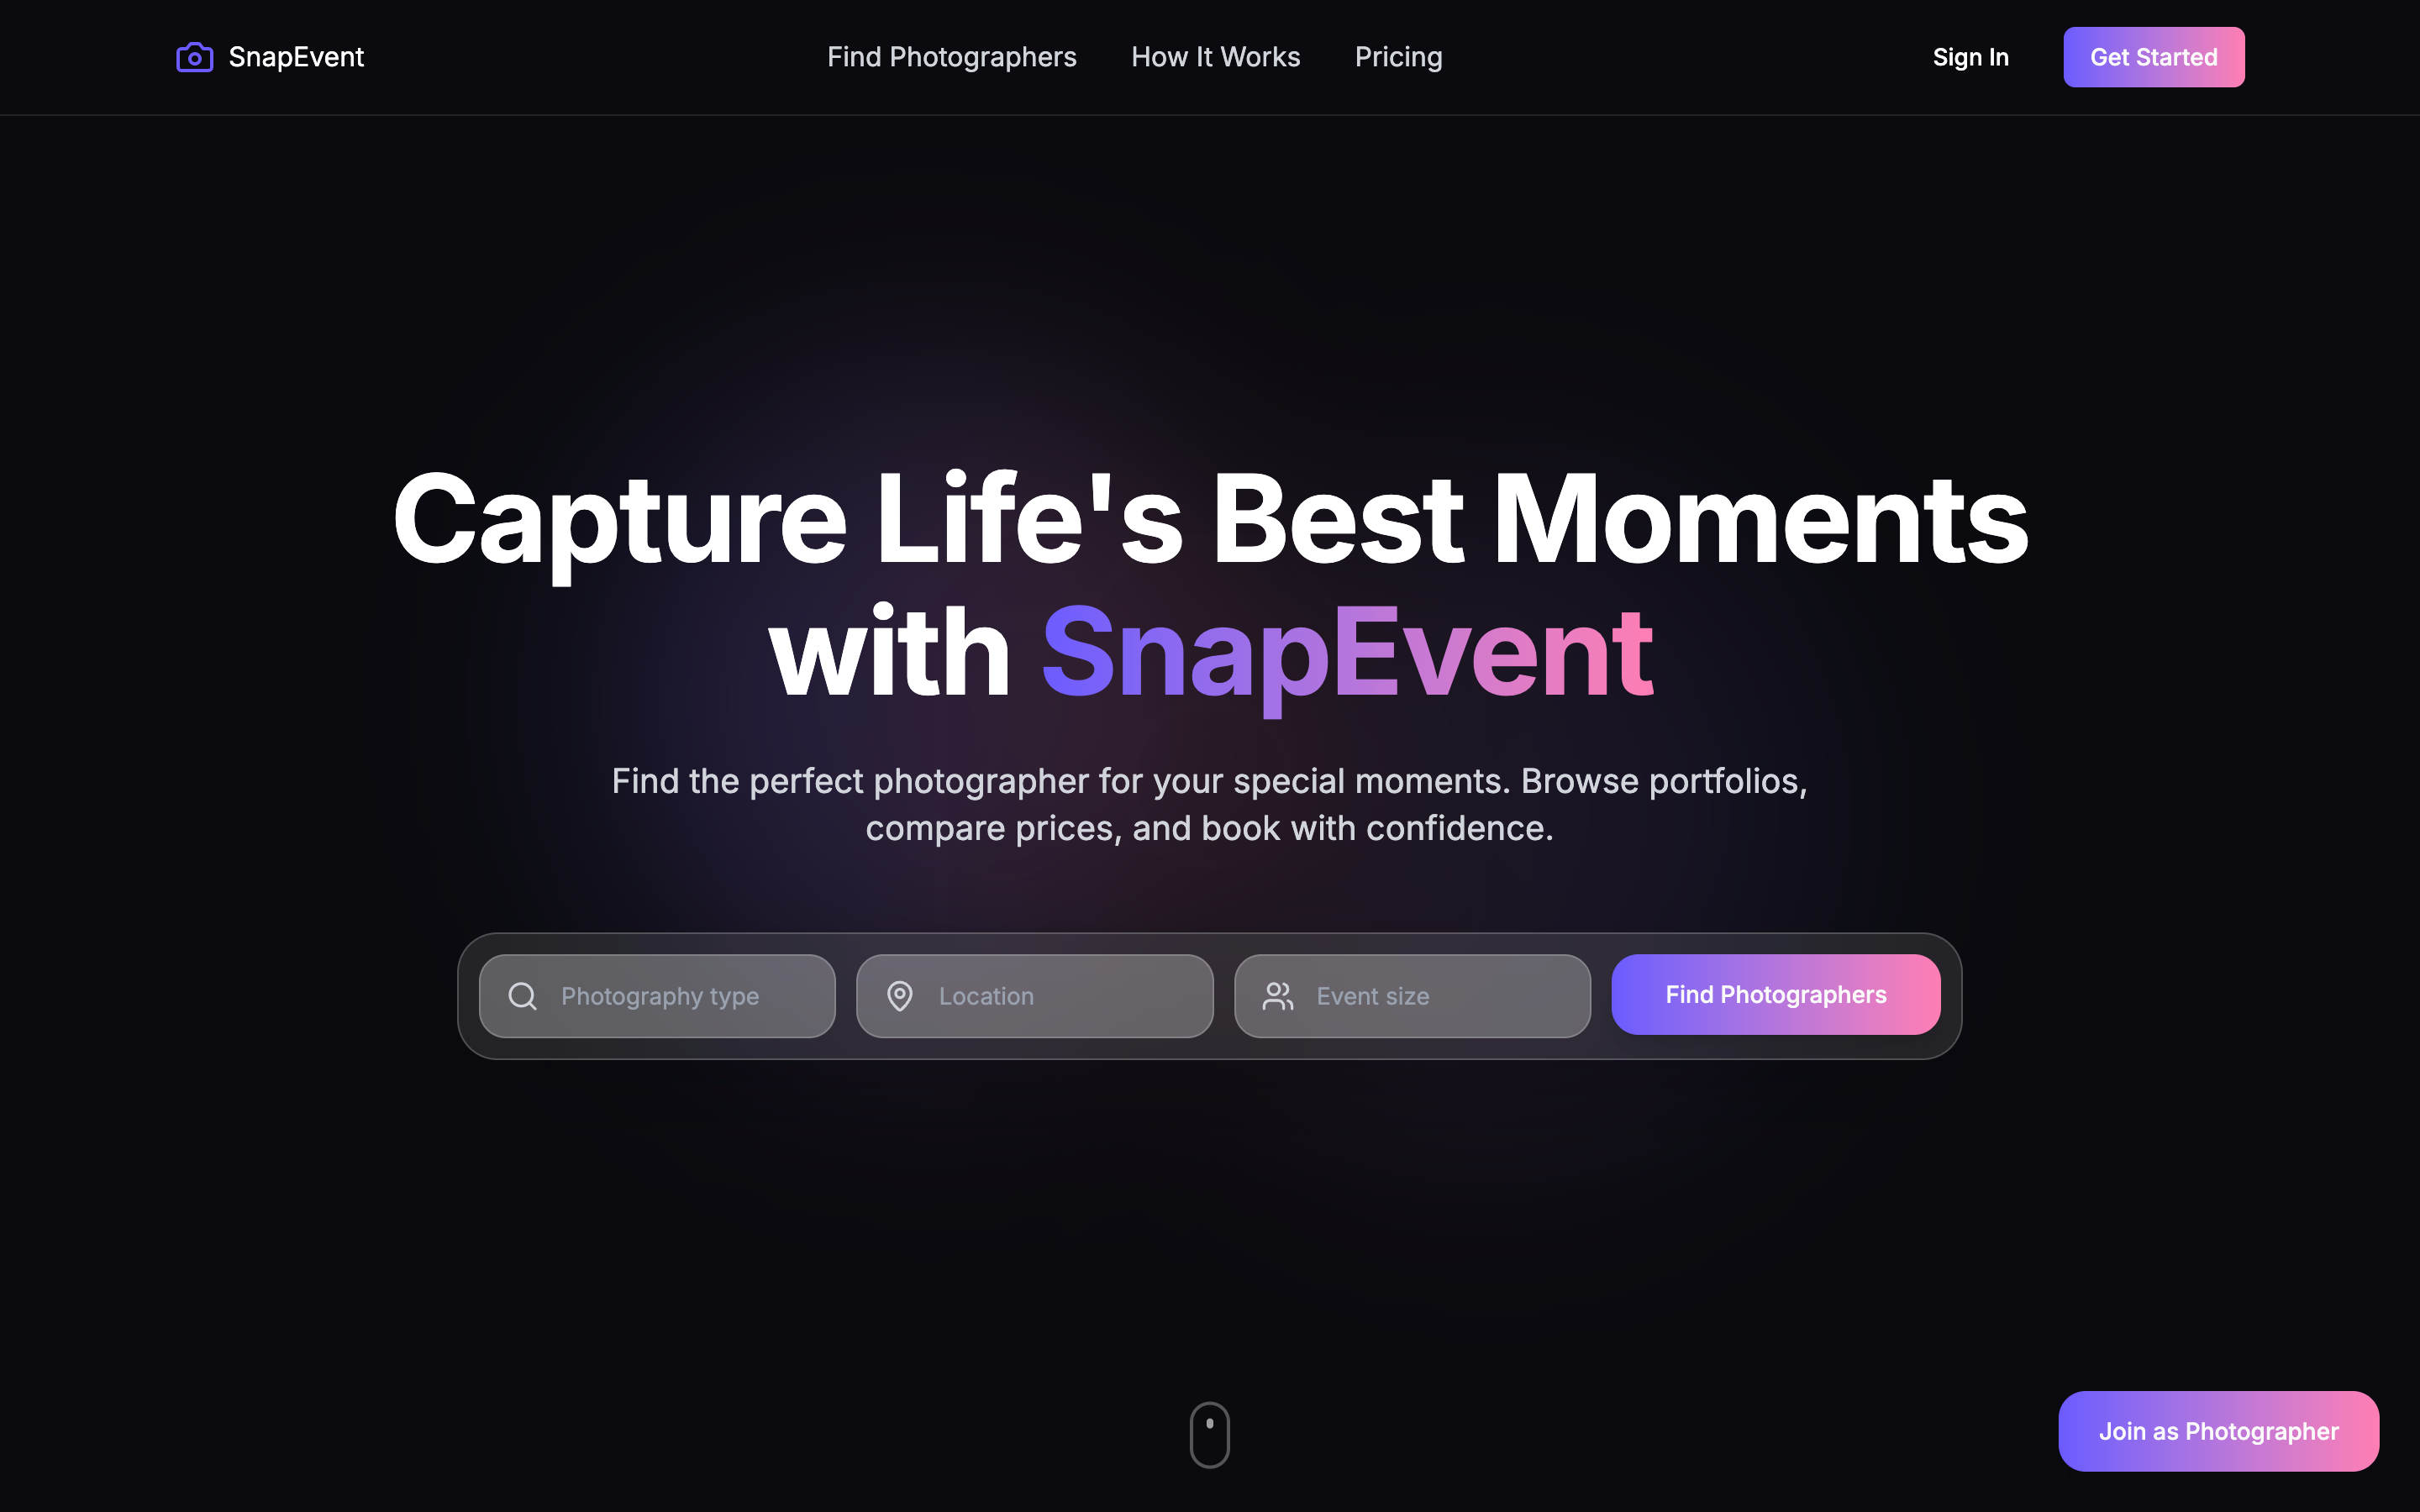 SnapEvent
Find Photographers
How It Works
Pricing
Sign In
Get Started
Capture Life's Best Moments
with SnapEvent
Find the perfect photographer for your special moments. Browse portfolios,
compare prices, and book with confidence.
Photography type
Location
Event size
Find Photographers
Join as Photographer